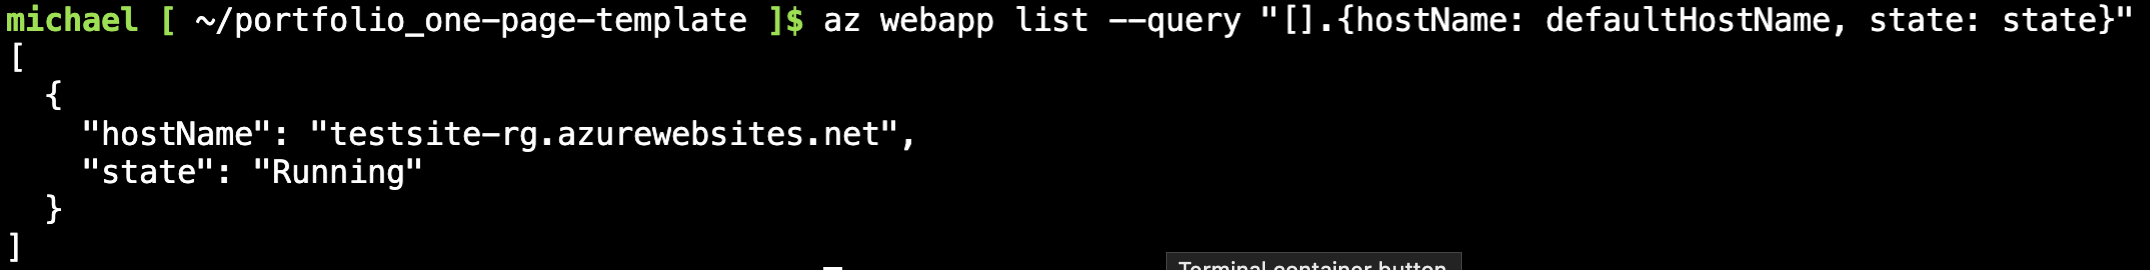 michael [ ~/portfolio_one-page-template ]$ az webapp list --query "[].{hostName: defaultHostName, state: state}"
[
  {
    "hostName": "testsite-rg.azurewebsites.net",
    "state": "Running"
  }
]
Terminal container button